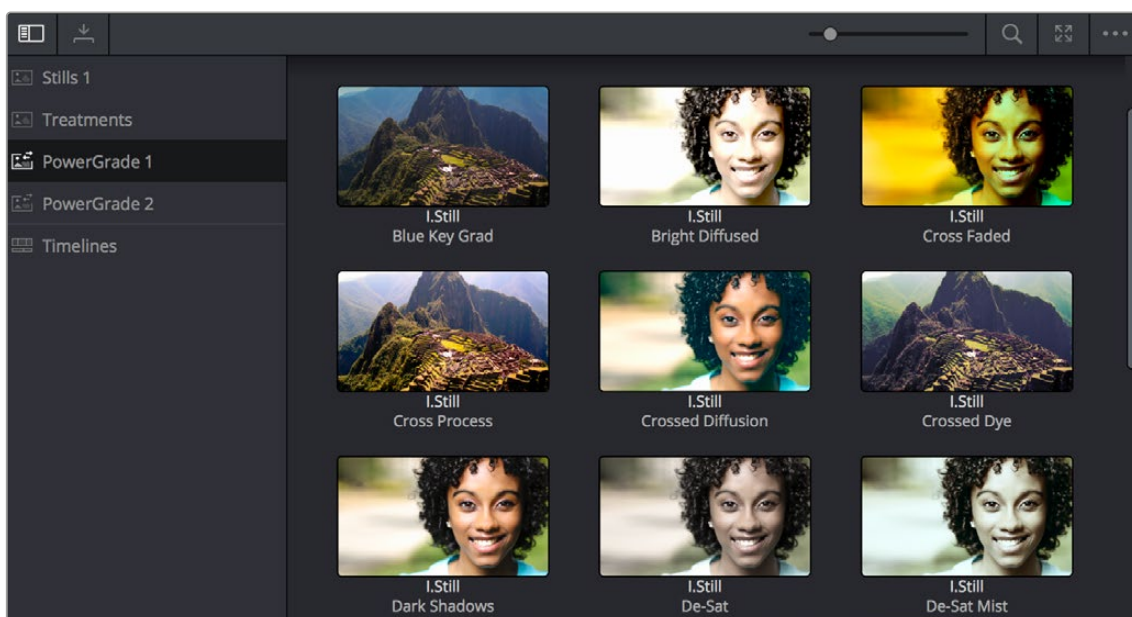 Stills 1
Treatments
PowerGrade 1
PowerGrade 2
Timelines
I.Still
Blue Key Grad
I.Still
Bright Diffused
I.Still
Cross Faded
I.Still
Cross Process
I.Still
Crossed Diffusion
I.Still
Crossed Dye
I.Still
Dark Shadows
I.Still
De-Sat
I.Still
De-Sat Mist